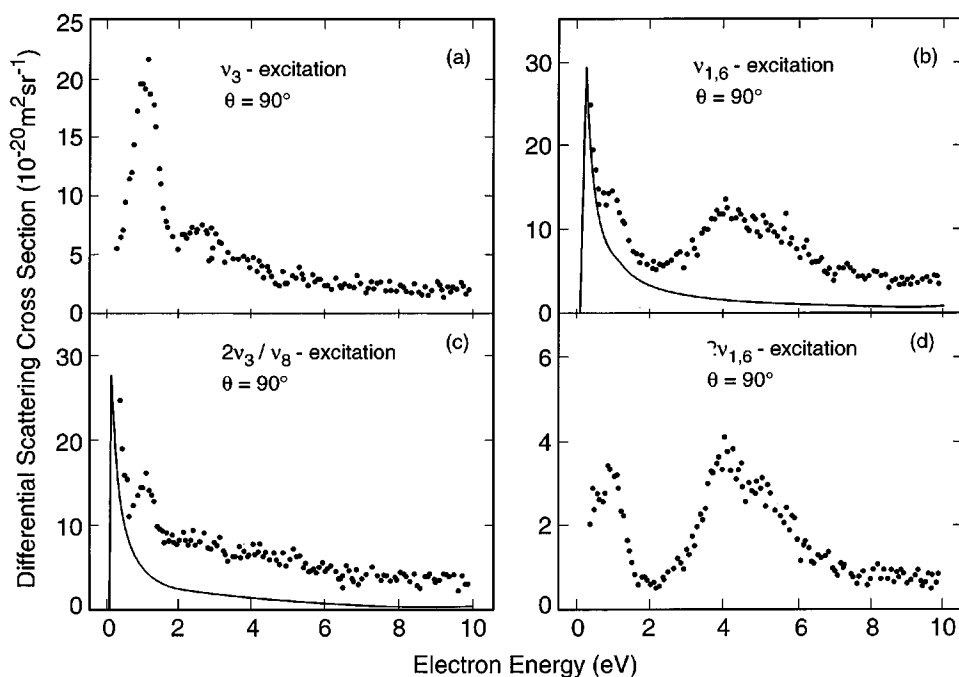 Differential Scattering Cross Section (10⁻²⁰m²sr⁻¹)
25
20
15
10
5
0
(a)
ν₃ - excitation
θ = 90°
30
20
10
0
(b)
ν₁,₆ - excitation
θ = 90°
30
20
10
0
(c)
2ν₃ / ν₈ - excitation
θ = 90°
0 2 4 6 8 10
6
4
2
0
(d)
2ν₁,₆ - excitation
θ = 90°
0 2 4 6 8 10
Electron Energy (eV)